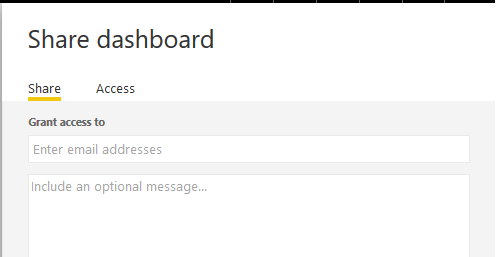 Share dashboard
Share Access
Grant access to
Enter email addresses
Include an optional message...